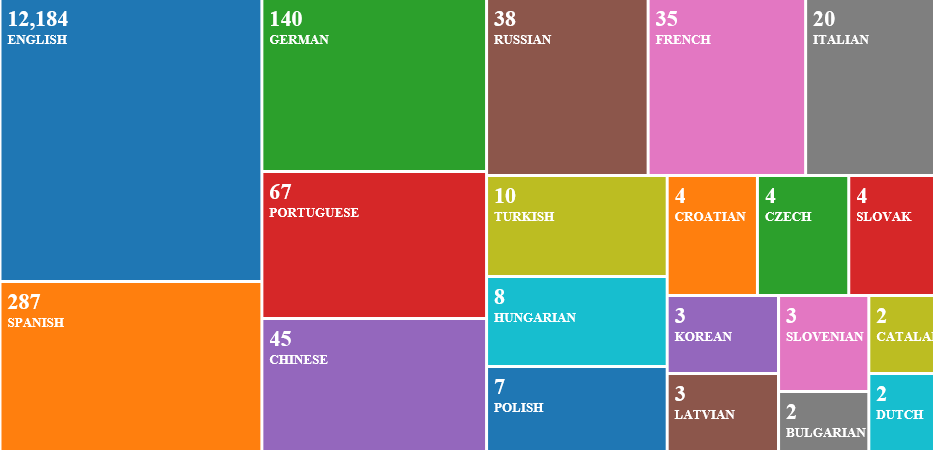 12,184
ENGLISH
287
SPANISH
140
GERMAN
67
PORTUGUESE
45
CHINESE
38
RUSSIAN
35
FRENCH
20
ITALIAN
10
TURKISH
8
HUNGARIAN
7
POLISH
4
CROATIAN
4
CZECH
4
SLOVAK
3
KOREAN
3
LATVIAN
3
SLOVENIAN
2
BULGARIAN
2
CATALA
2
DUTCH